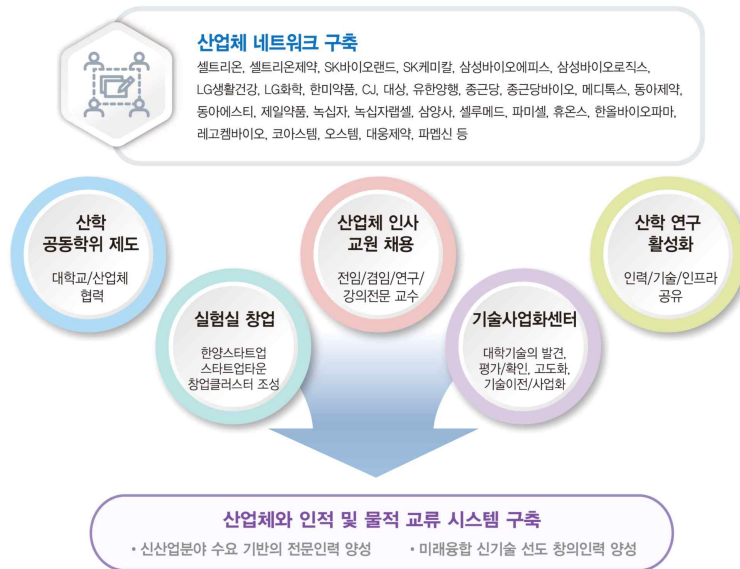 산업체 네트워크 구축
셀트리온, 셀트리온제약, SK바이오랜드, SK케미칼, 삼성바이오에피스, 삼성바이오로직스,
LG생활건강, LG화학, 한미약품, CJ, 대상, 유한양행, 종근당, 종근당바이오, 메디톡스, 동아제약,
동아에스티, 제일약품, 녹십자, 녹십자랩셀, 삼양사, 셀루메드, 파미셀, 휴온스, 한올바이오파마,
레고켐바이오, 코아스템, 오스템, 대웅제약, 파멥신 등
산학
공동학위 제도
대학교/산업체
협력
실험실 창업
한양스타트업
스타트업타운
창업클러스터 조성
산업체 인사
교원 채용
전임/겸임/연구/
강의전문 교수
기술사업화센터
대학기술의 발견,
평가/확인, 고도화,
기술이전/사업화
산학 연구
활성화
인력/기술/인프라
공유
산업체와 인적 및 물적 교류 시스템 구축
• 신산업분야 수요 기반의 전문인력 양성 • 미래융합 신기술 선도 창의인력 양성